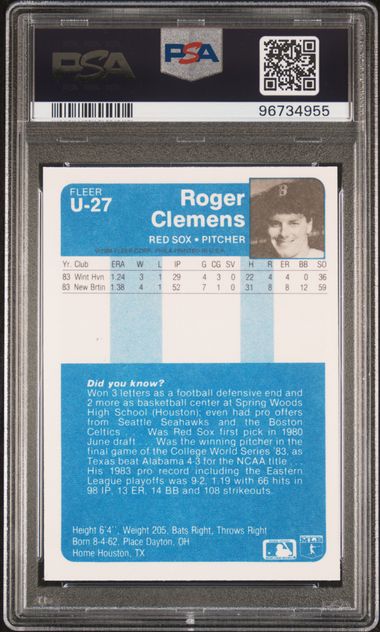 PSA
PSA
96734955
FLEER
U-27
Roger
Clemens
RED SOX • PITCHER
©1984 FLEER CORP. PHILA-PRINTED IN U.S.A.
Yr. Club ERA W L IP G CG SV H R ER BB SO
83 Wint Hvn 1.24 3 1 29 4 3 0 22 4 4 0 36
83 New Brtin 1.38 4 1 52 7 1 0 31 8 8 12 59
Did you know?
Won 3 letters as a football defensive end and
2 more as basketball center at Spring Woods
High School (Houston); even had pro offers
from Seattle Seahawks and the Boston
Celtics . . . Was Red Sox first pick in 1980
June draft . . . Was the winning pitcher in the
final game of the College World Series '83, as
Texas beat Alabama 4-3 for the NCAA title . . .
His 1983 pro record including the Eastern
League playoffs was 9-2, 1.19 with 66 hits in
98 IP, 13 ER, 14 BB and 108 strikeouts.
Height 6'4'', Weight 205, Bats Right, Throws Right
Born 8-4-62, Place Dayton, OH
Home Houston, TX